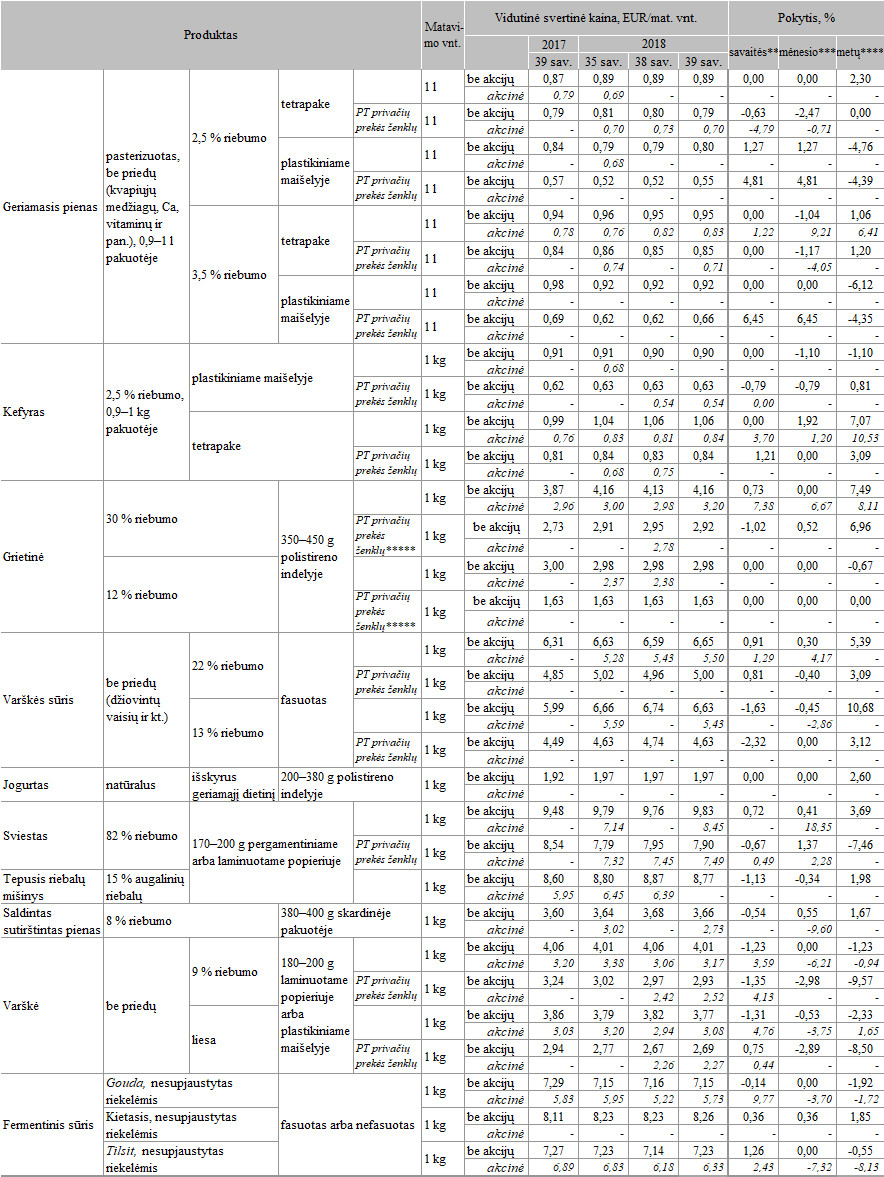 Produktas Matavi- Vidutinė svertinė kaina, EUR/mat. vnt. Pokytis, %
mo vnt. 2017 2018 savaitės** mėnesio*** metų****
39 sav. 35 sav. 38 sav. 39 sav.
Geriamasis pienas pasterizuotas, be priedų (kvapiųjų medžiagų, Ca, vitaminų ir pan.), 0,9–1 l pakuotėje 2,5 % riebumo tetrapake 1 l be akcijų 0,87 0,89 0,89 0,89 0,00 0,00 2,30
akcinė 0,79 0,69 - - - - -
PT privačių prekės ženklų 1 l be akcijų 0,79 0,81 0,80 0,79 -0,63 -2,47 0,00
akcinė - 0,70 0,73 0,70 -4,79 -0,71 -
plastikiniame maišelyje 1 l be akcijų 0,84 0,79 0,79 0,80 1,27 1,27 -4,76
akcinė - 0,68 - - - - -
PT privačių prekės ženklų 1 l be akcijų 0,57 0,52 0,52 0,55 4,81 4,81 -4,39
akcinė - - - - - - -
3,5 % riebumo tetrapake 1 l be akcijų 0,94 0,96 0,95 0,95 0,00 -1,04 1,06
akcinė 0,78 0,76 0,82 0,83 1,22 9,21 6,41
PT privačių prekės ženklų 1 l be akcijų 0,84 0,86 0,85 0,85 0,00 -1,17 1,20
akcinė - 0,74 - 0,71 - -4,05 -
plastikiniame maišelyje 1 l be akcijų 0,98 0,92 0,92 0,92 0,00 0,00 -6,12
akcinė - - - - - - -
PT privačių prekės ženklų 1 l be akcijų 0,69 0,62 0,62 0,66 6,45 6,45 -4,35
akcinė - - - - - - -
Kefyras 2,5 % riebumo, 0,9–1 kg pakuotėje plastikiniame maišelyje 1 kg be akcijų 0,91 0,91 0,90 0,90 0,00 -1,10 -1,10
akcinė - 0,68 - - - - -
PT privačių prekės ženklų 1 kg be akcijų 0,62 0,63 0,63 0,63 -0,79 -0,79 0,81
akcinė - - 0,54 0,54 0,00 - -
tetrapake 1 kg be akcijų 0,99 1,04 1,06 1,06 0,00 1,92 7,07
akcinė 0,76 0,83 0,81 0,84 3,70 1,20 10,53
PT privačių prekės ženklų 1 kg be akcijų 0,81 0,84 0,83 0,84 1,21 0,00 3,09
akcinė - 0,68 0,75 - - - -
Grietinė 30 % riebumo 350–450 g polistireno indelyje 1 kg be akcijų 3,87 4,16 4,13 4,16 0,73 0,00 7,49
akcinė 2,96 3,00 2,98 3,20 7,38 6,67 8,11
PT privačių prekės ženklų***** 1 kg be akcijų 2,73 2,91 2,95 2,92 -1,02 0,52 6,96
akcinė - - 2,78 - - - -
12 % riebumo 1 kg be akcijų 3,00 2,98 2,98 2,98 0,00 0,00 -0,67
akcinė - 2,37 2,38 - - - -
PT privačių prekės ženklų***** 1 kg be akcijų 1,63 1,63 1,63 1,63 0,00 0,00 0,00
akcinė - - - - - - -
Varškės sūris be priedų (džiovintų vaisių ir kt.) 22 % riebumo fasuotas 1 kg be akcijų 6,31 6,63 6,59 6,65 0,91 0,30 5,39
akcinė - 5,28 5,43 5,50 1,29 4,17 -
PT privačių prekės ženklų 1 kg be akcijų 4,85 5,02 4,96 5,00 0,81 -0,40 3,09
akcinė - - - - - - -
13 % riebumo 1 kg be akcijų 5,99 6,66 6,74 6,63 -1,63 -0,45 10,68
akcinė - 5,59 - 5,43 - -2,86 -
PT privačių prekės ženklų 1 kg be akcijų 4,49 4,63 4,74 4,63 -2,32 0,00 3,12
akcinė - - - - - - -
Jogurtas natūralus išskyrus geriamąjį dietinį 200–380 g polistireno indelyje 1 kg be akcijų 1,92 1,97 1,97 1,97 0,00 0,00 2,60
akcinė - - - - - - -
Sviestas 82 % riebumo 170–200 g pergamentiniame arba laminuotame popieriuje 1 kg be akcijų 9,48 9,79 9,76 9,83 0,72 0,41 3,69
akcinė - 7,14 - 8,45 - 18,35 -
PT privačių prekės ženklų 1 kg be akcijų 8,54 7,79 7,95 7,90 -0,67 1,37 -7,46
akcinė - 7,32 7,45 7,49 0,49 2,28 -
Tepusis riebalų mišinys 15 % augalinių riebalų 1 kg be akcijų 8,60 8,80 8,87 8,77 -1,13 -0,34 1,98
akcinė 5,95 6,45 6,39 - - - -
Saldintas sutirštintas pienas 8 % riebumo 380–400 g skardinėje pakuotėje 1 kg be akcijų 3,60 3,64 3,68 3,66 -0,54 0,55 1,67
akcinė - 3,02 - 2,73 - -9,60 -
Varškė be priedų 9 % riebumo 180–200 g laminuotame popieriuje arba plastikiniame maišelyje 1 kg be akcijų 4,06 4,01 4,06 4,01 -1,23 0,00 -1,23
akcinė 3,20 3,38 3,06 3,17 3,59 -6,21 -0,94
PT privačių prekės ženklų 1 kg be akcijų 3,24 3,02 2,97 2,93 -1,35 -2,98 -9,57
akcinė - - 2,42 2,52 4,13 - -
liesa 1 kg be akcijų 3,86 3,79 3,82 3,77 -1,31 -0,53 -2,33
akcinė 3,03 3,20 2,94 3,08 4,76 -3,75 1,65
PT privačių prekės ženklų 1 kg be akcijų 2,94 2,77 2,67 2,69 0,75 -2,89 -8,50
akcinė - - 2,26 2,27 0,44 - -
Fermentinis sūris Gouda, nesupjaustytas riekelėmis fasuotas arba nefasuotas 1 kg be akcijų 7,29 7,15 7,16 7,15 -0,14 0,00 -1,92
akcinė 5,83 5,95 5,22 5,73 9,77 -3,70 -1,72
Kietasis, nesupjaustytas riekelėmis 1 kg be akcijų 8,11 8,23 8,23 8,26 0,36 0,36 1,85
akcinė - - - - - - -
Tilsit, nesupjaustytas riekelėmis 1 kg be akcijų 7,27 7,23 7,14 7,23 1,26 0,00 -0,55
akcinė 6,89 6,83 6,18 6,33 2,43 -7,32 -8,13